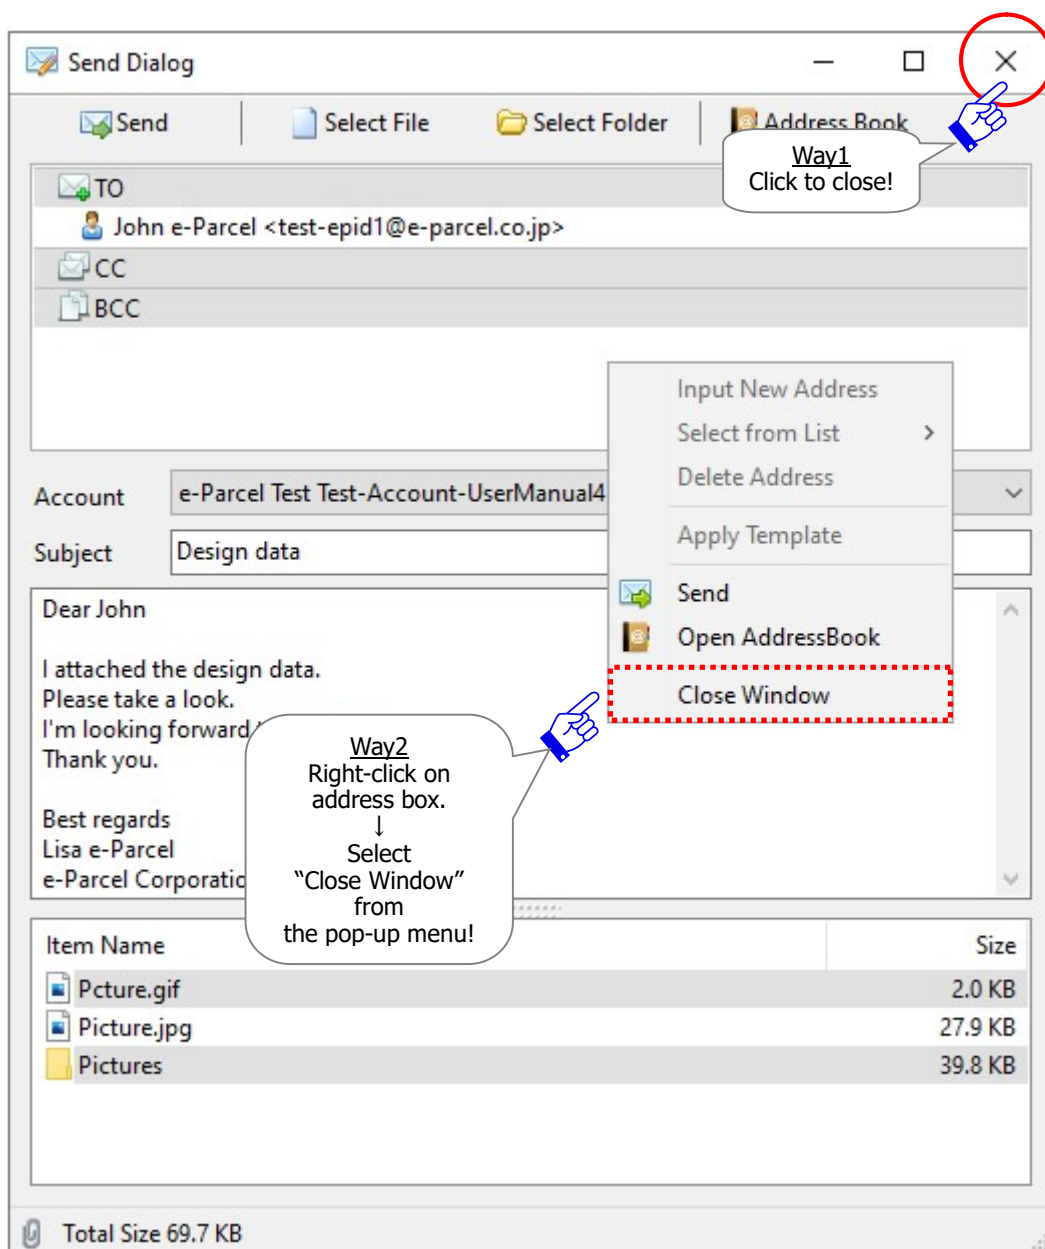 Send Dialog
Send
Select File
Select Folder
Address Book
Way1
Click to close!
TO
John e-Parcel <test-epid1@e-parcel.co.jp>
CC
BCC
Input New Address
Select from List
Delete Address
Apply Template
Send
Open AddressBook
Close Window
Account
e-Parcel Test Test-Account-UserManual4
Subject
Design data
Dear John
I attached the design data.
Please take a look.
I'm looking forward
Thank you.
Best regards
Lisa e-Parcel
e-Parcel
Way2
Right-click on
address box.
↓
Select
“Close Window”
from
the pop-up menu!
Item Name
Size
Pcture.gif
2.0 KB
Picture.jpg
27.9 KB
Pictures
39.8 KB
Total Size 69.7 KB